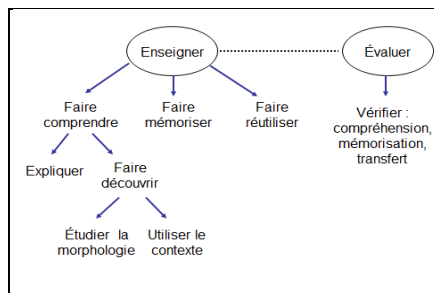 Enseigner
Évaluer
Faire
comprendre
Faire
mémoriser
Faire
réutiliser
Vérifier :
compréhension,
mémorisation,
transfert
Expliquer
Faire
découvrir
Étudier la
morphologie
Utiliser le
contexte